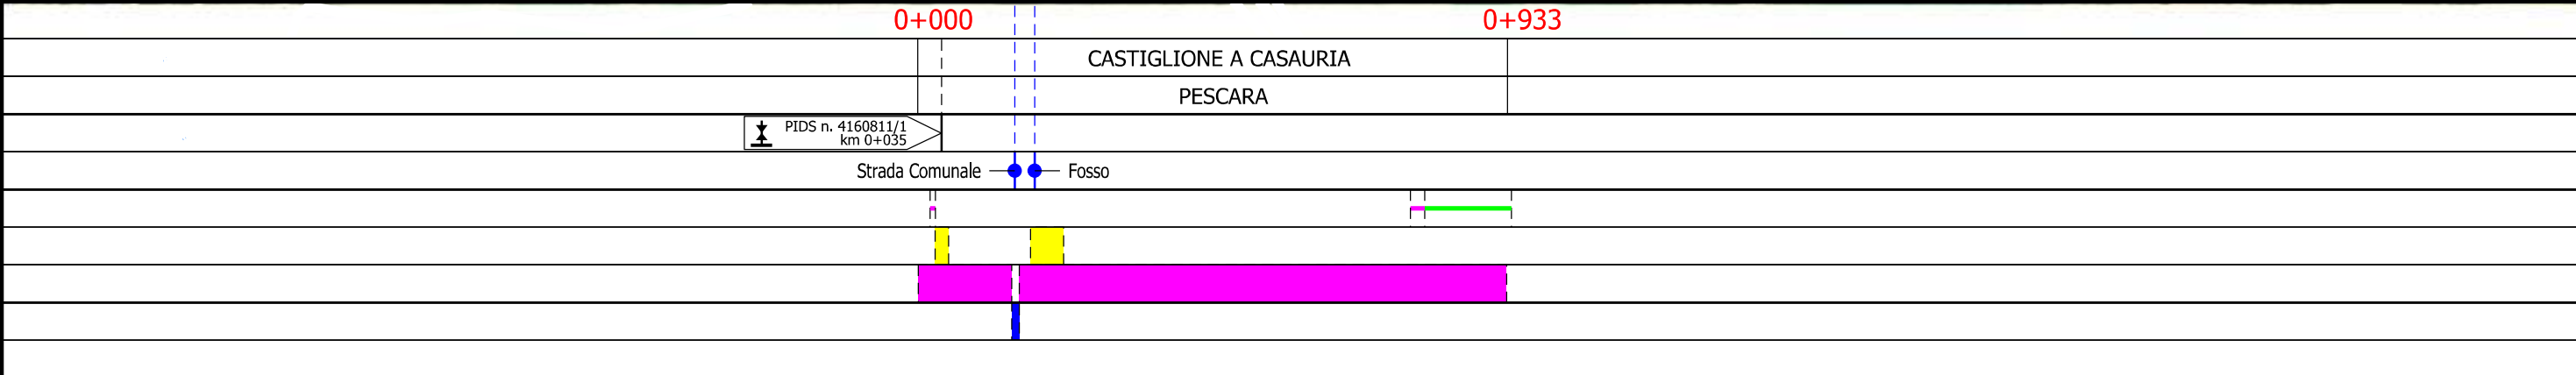 0+000 0+933
CASTIGLIONE A CASAURIA
PESCARA
PIDS n. 4160811/1
km 0+035
Strada Comunale Fosso